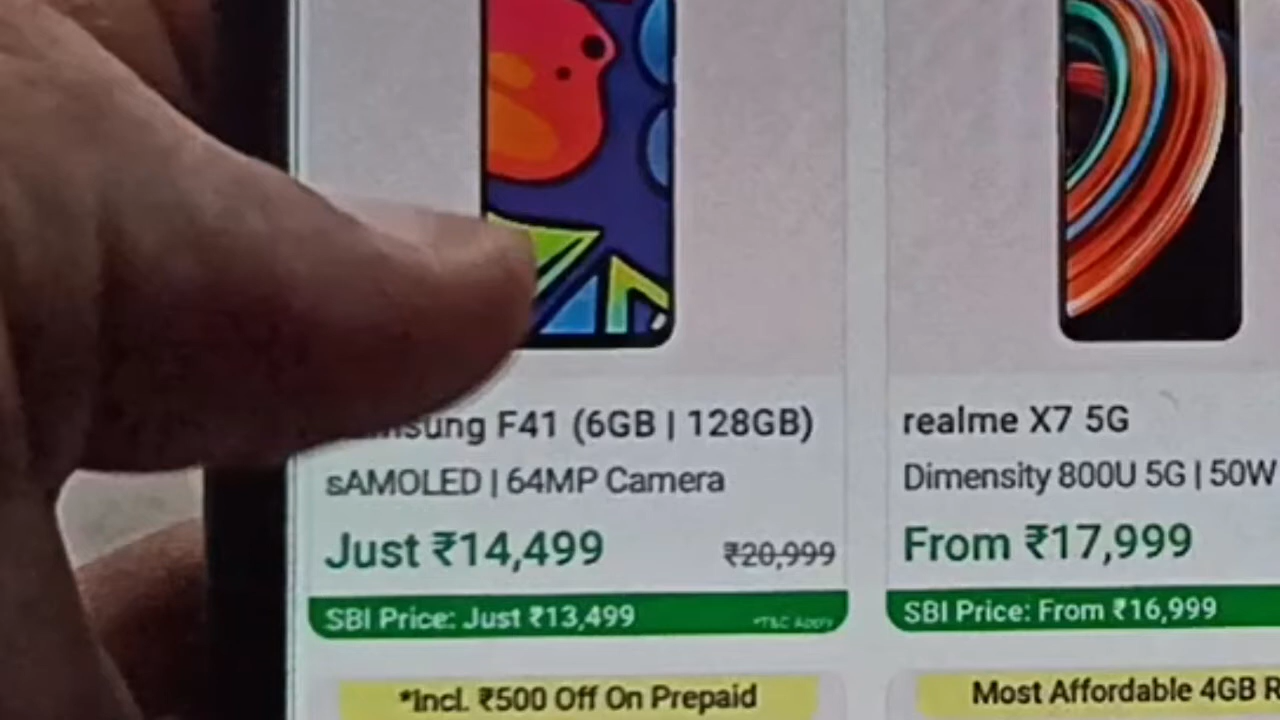 sung F41 (6GB | 128GB)
sAMOLED | 64MP Camera
Just ₹14,499 ₹20,999
SBI Price: Just ₹13,499 *T&C Apply
realme X7 5G
Dimensity 800U 5G | 50W
From ₹17,999
SBI Price: From ₹16,999
*Incl. ₹500 Off On Prepaid
Most Affordable 4GB R